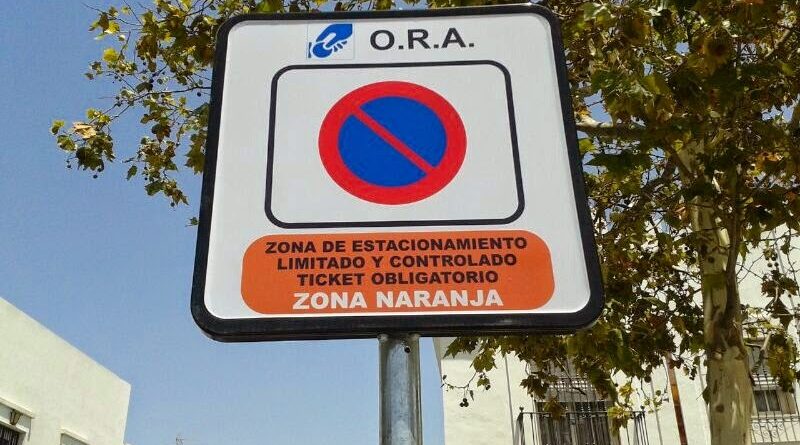 O.R.A.
ZONA DE ESTACIONAMIENTO
LIMITADO Y CONTROLADO
TICKET OBLIGATORIO
ZONA NARANJA